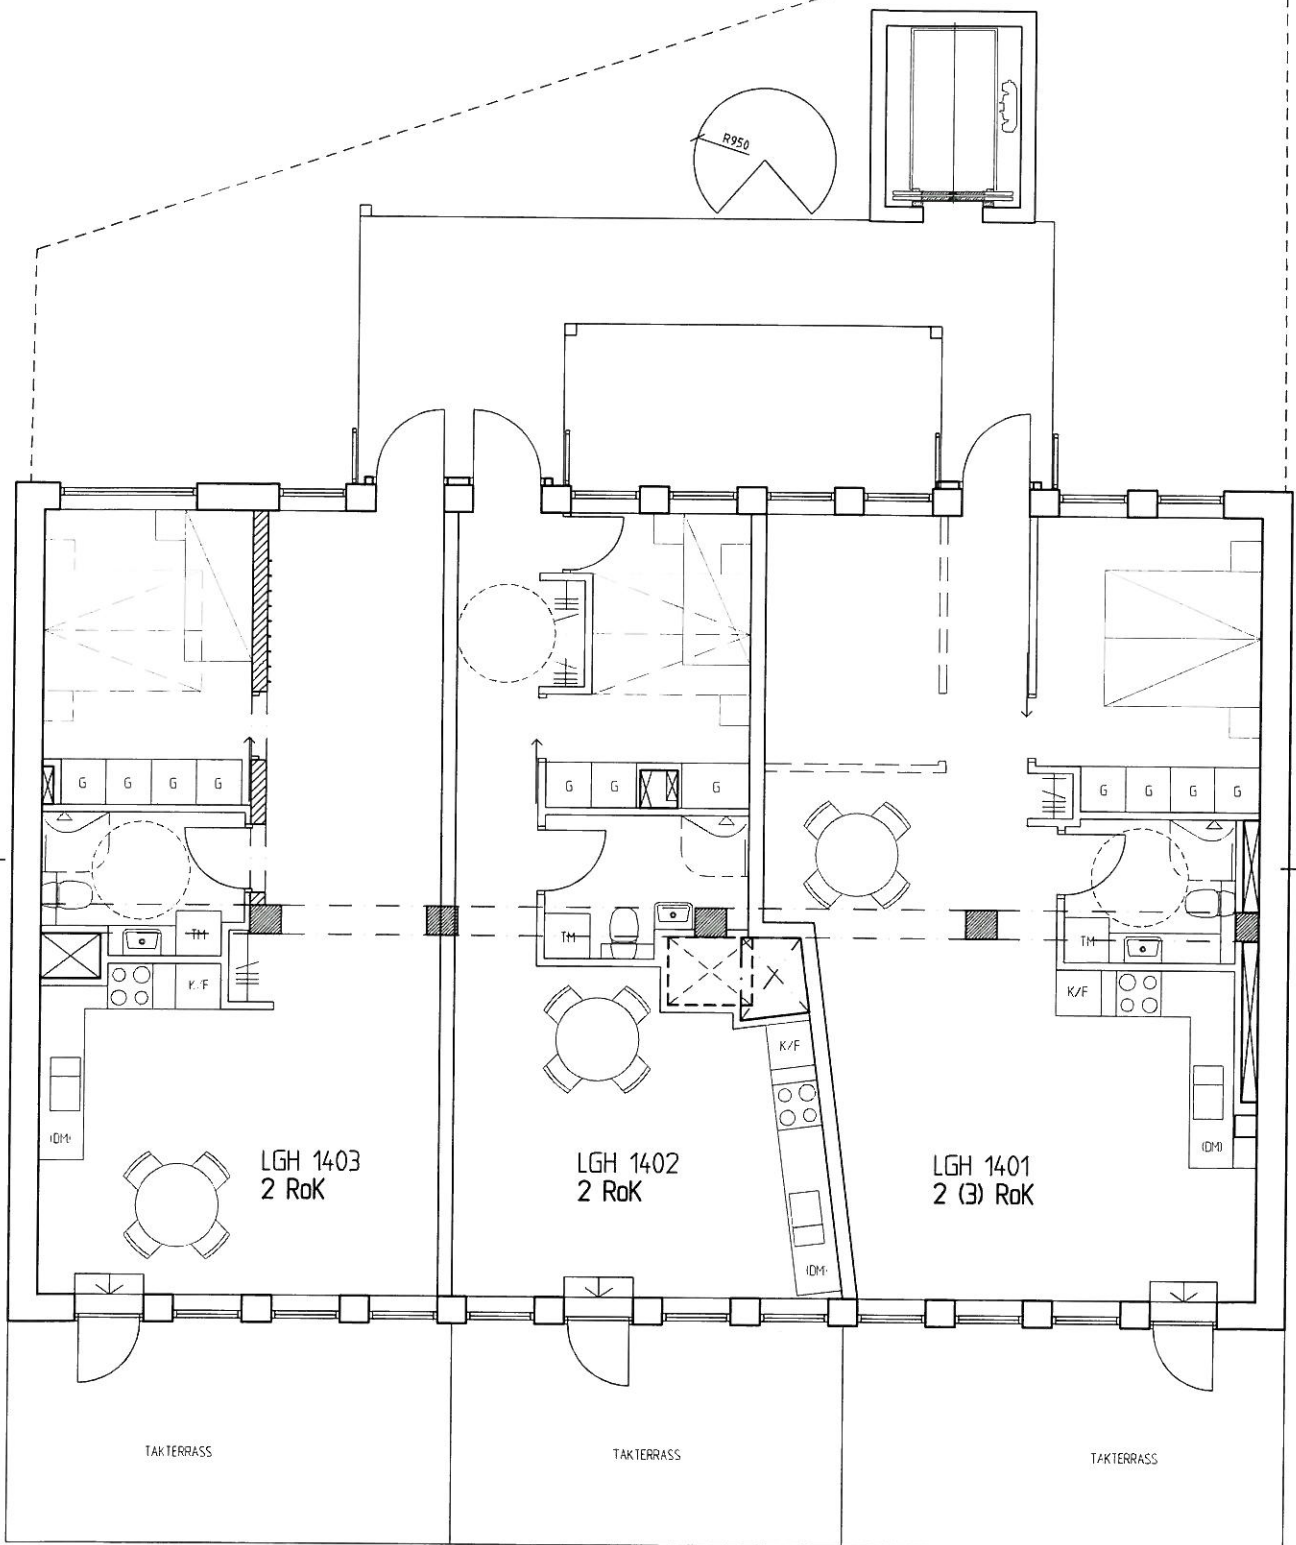 R950
G G G G
G G G
G G G G
TM
TM
TM
K/F
K/F
K/F
(DM)
(DM)
(DM)
LGH 1403
2 RoK
LGH 1402
2 RoK
LGH 1401
2 (3) RoK
TAKTERRASS
TAKTERRASS
TAKTERRASS